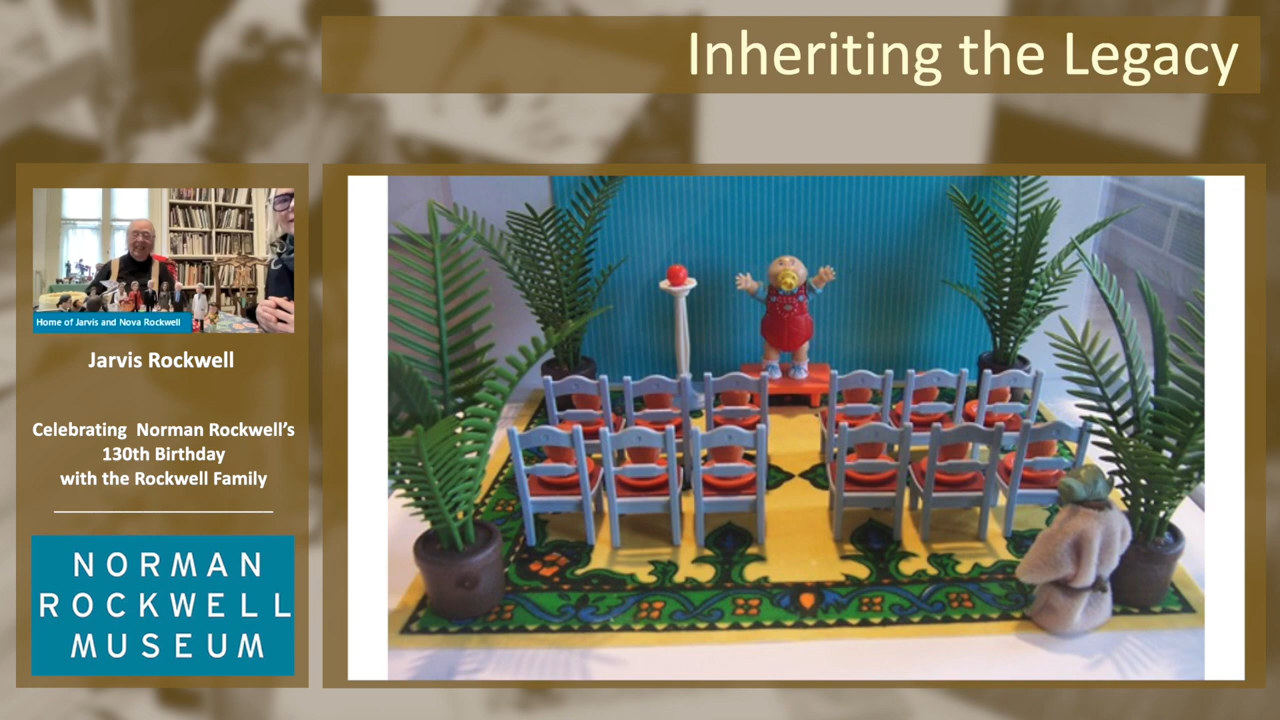 Inheriting the Legacy
Home of Jarvis and Nova Rockwell
Jarvis Rockwell
Celebrating Norman Rockwell's
130th Birthday
with the Rockwell Family
NORMAN
ROCKWELL
MUSEUM